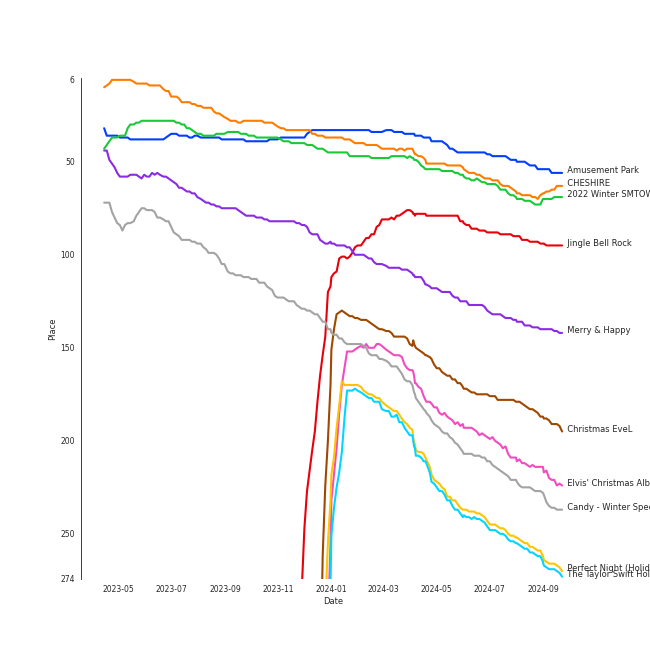 6
50
100
150
200
250
274
Place
2023-05
2023-07
2023-09
2023-11
2024-01
2024-03
2024-05
2024-07
2024-09
Date
Amusement Park
CHESHIRE
2022 Winter SMTOW
Jingle Bell Rock
Merry & Happy
Christmas EveL
Elvis' Christmas Alb
Candy - Winter Spec
Perfect Night (Holid
The Taylor Swift Hol